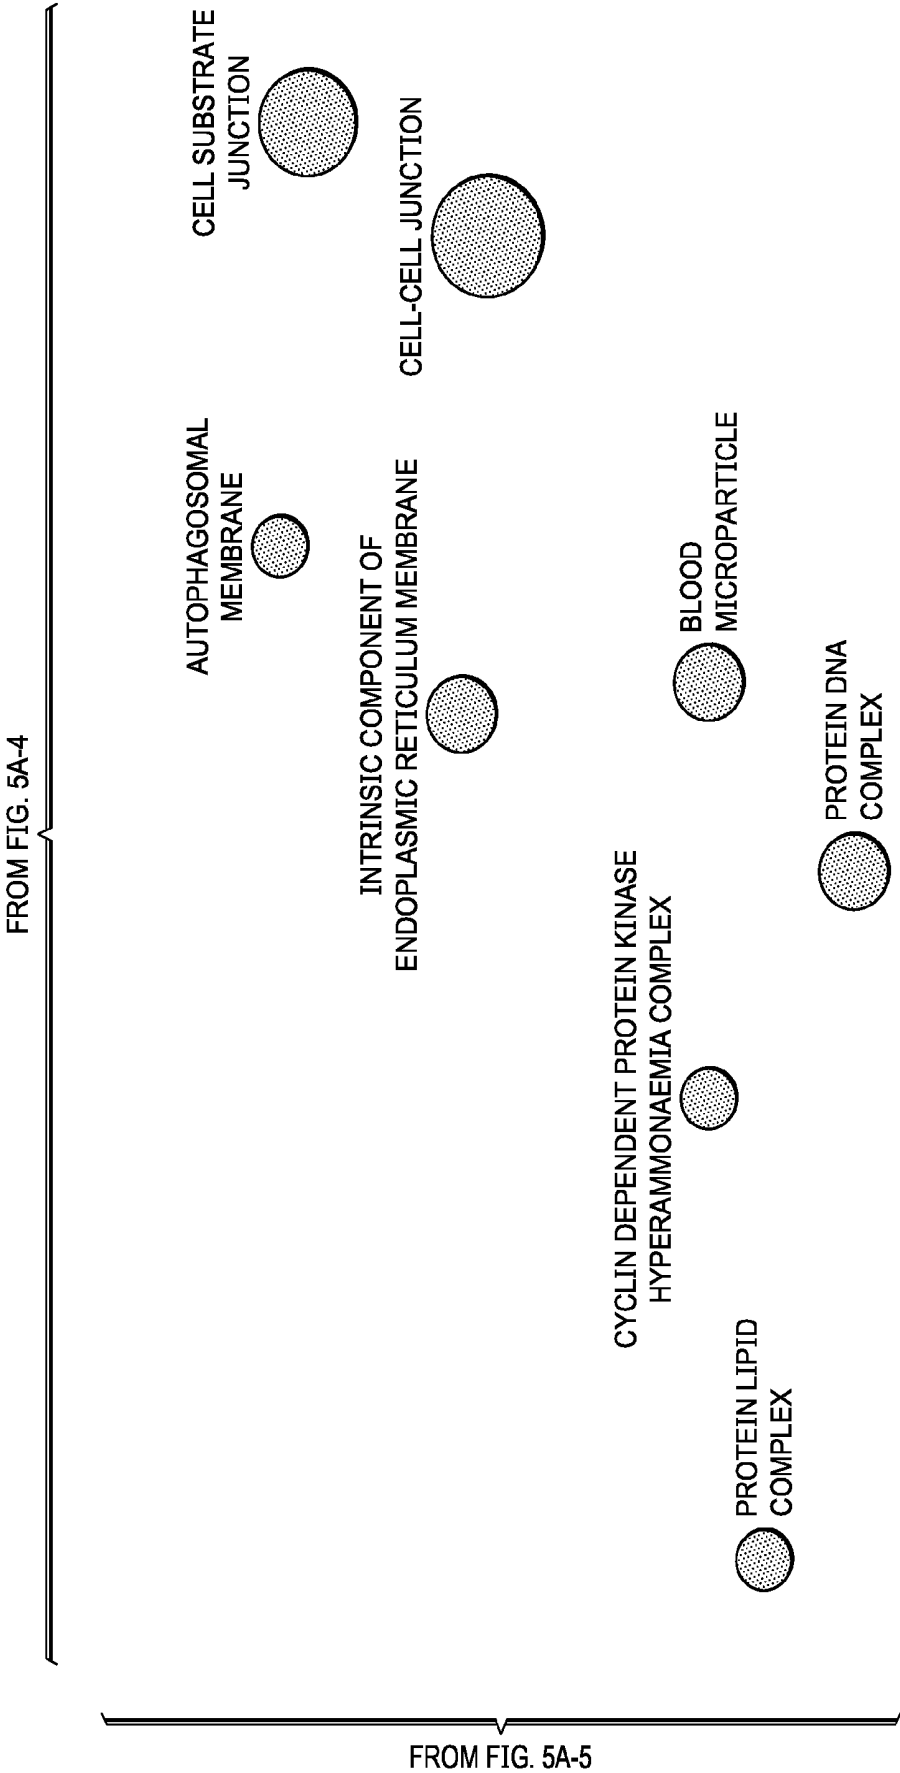 FROM FIG. 5A-4
CELL SUBSTRATE
JUNCTION
CELL-CELL JUNCTION
AUTOPHAGOSOMAL
MEMBRANE
INTRINSIC COMPONENT OF
ENDOPLASMIC RETICULUM MEMBRANE
BLOOD
MICROPARTICLE
PROTEIN DNA
COMPLEX
CYCLIN DEPENDENT PROTEIN KINASE
HYPERAMMONAEMIA COMPLEX
PROTEIN LIPID
COMPLEX
FROM FIG. 5A-5